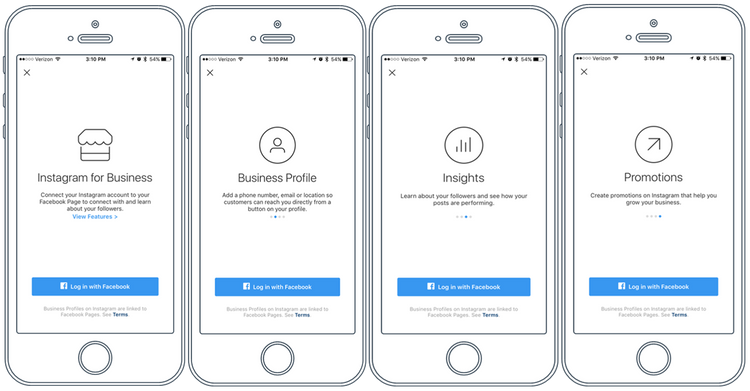 Verizon 3:10 PM 54%
Instagram for Business
Connect your Instagram account to your
Facebook Page to connect with and learn
about your followers.
View Features >
Log in with Facebook
Business Profiles on Instagram are linked to
Facebook Pages. See Terms.
Verizon 3:10 PM 54%
Business Profile
Add a phone number, email or location so
customers can reach you directly from a
button on your profile.
Log in with Facebook
Business Profiles on Instagram are linked to
Facebook Pages. See Terms.
Verizon 3:10 PM 54%
Insights
Learn about your followers and see how your
posts are performing.
Log in with Facebook
Business Profiles on Instagram are linked to
Facebook Pages. See Terms.
Verizon 3:10 PM 54%
Promotions
Create promotions on Instagram that help you
grow your business.
Log in with Facebook
Business Profiles on Instagram are linked to
Facebook Pages. See Terms.